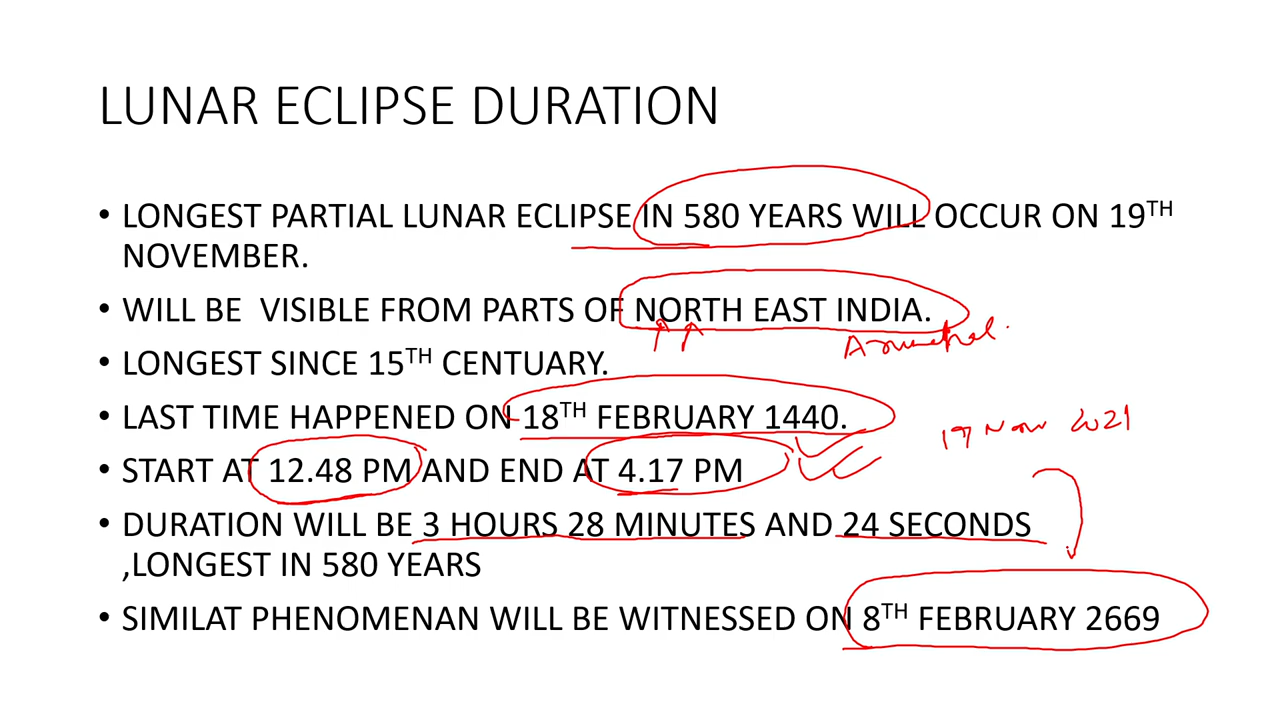 LUNAR ECLIPSE DURATION
• LONGEST PARTIAL LUNAR ECLIPSE IN 580 YEARS WILL OCCUR ON 19TH
NOVEMBER.
• WILL BE VISIBLE FROM PARTS OF NORTH EAST INDIA.
Arunachal
• LONGEST SINCE 15TH CENTUARY.
• LAST TIME HAPPENED ON 18TH FEBRUARY 1440.
19 Nov 2021
• START AT 12.48 PM AND END AT 4.17 PM
• DURATION WILL BE 3 HOURS 28 MINUTES AND 24 SECONDS
,LONGEST IN 580 YEARS
• SIMILAT PHENOMENAN WILL BE WITNESSED ON 8TH FEBRUARY 2669